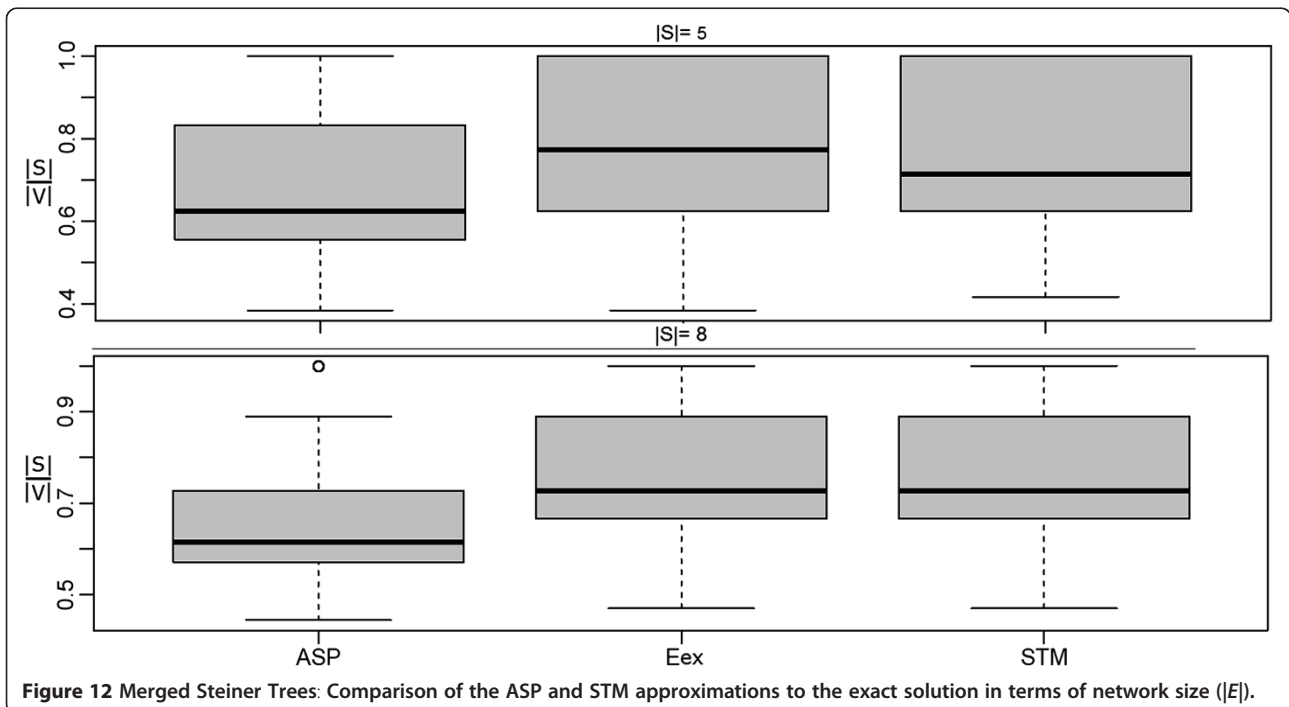 |S|= 5
1.0
0.8
0.6
0.4
|S|
|V|
|S|= 8
0.9
0.7
0.5
|S|
|V|
ASP Eex STM
Figure 12 Merged Steiner Trees: Comparison of the ASP and STM approximations to the exact solution in terms of network size (|E|).